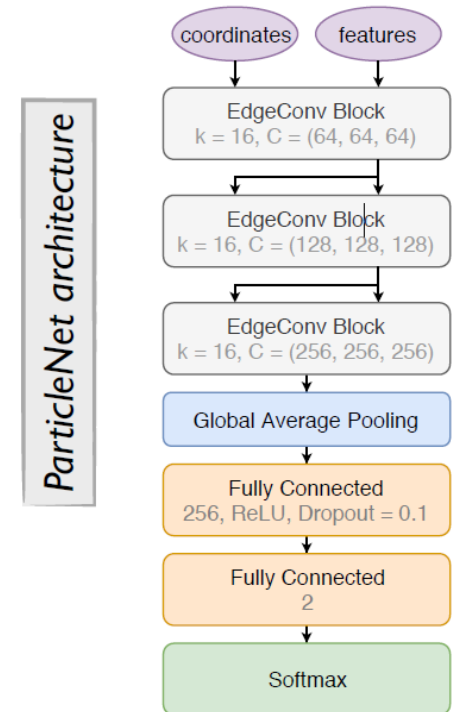 ParticleNet architecture
coordinates
features
EdgeConv Block
k = 16, C = (64, 64, 64)
EdgeConv Block
k = 16, C = (128, 128, 128)
EdgeConv Block
k = 16, C = (256, 256, 256)
Global Average Pooling
Fully Connected
256, ReLU, Dropout = 0.1
Fully Connected
2
Softmax